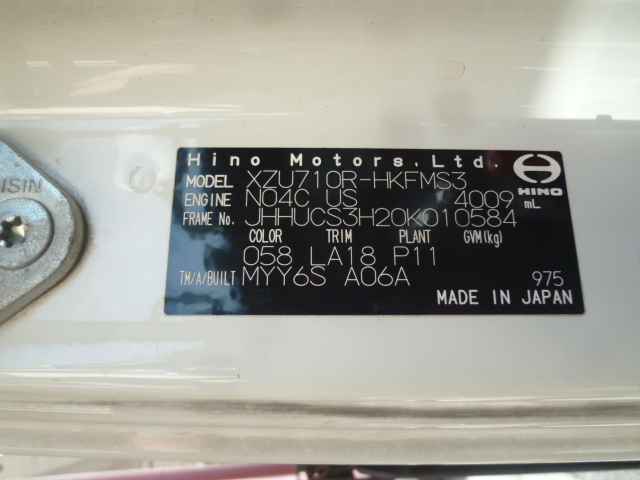 Hino Motors, Ltd.
MODEL XZU710R-HKFMS3
HINO
ENGINE N04C US 4009 mL
FRAME No. JHHUCS3H20K010584
COLOR TRIM PLANT GVM(kg)
058 LA18 P11
TM/A/BUILT MYY6S A06A 975
MADE IN JAPAN
ISIN